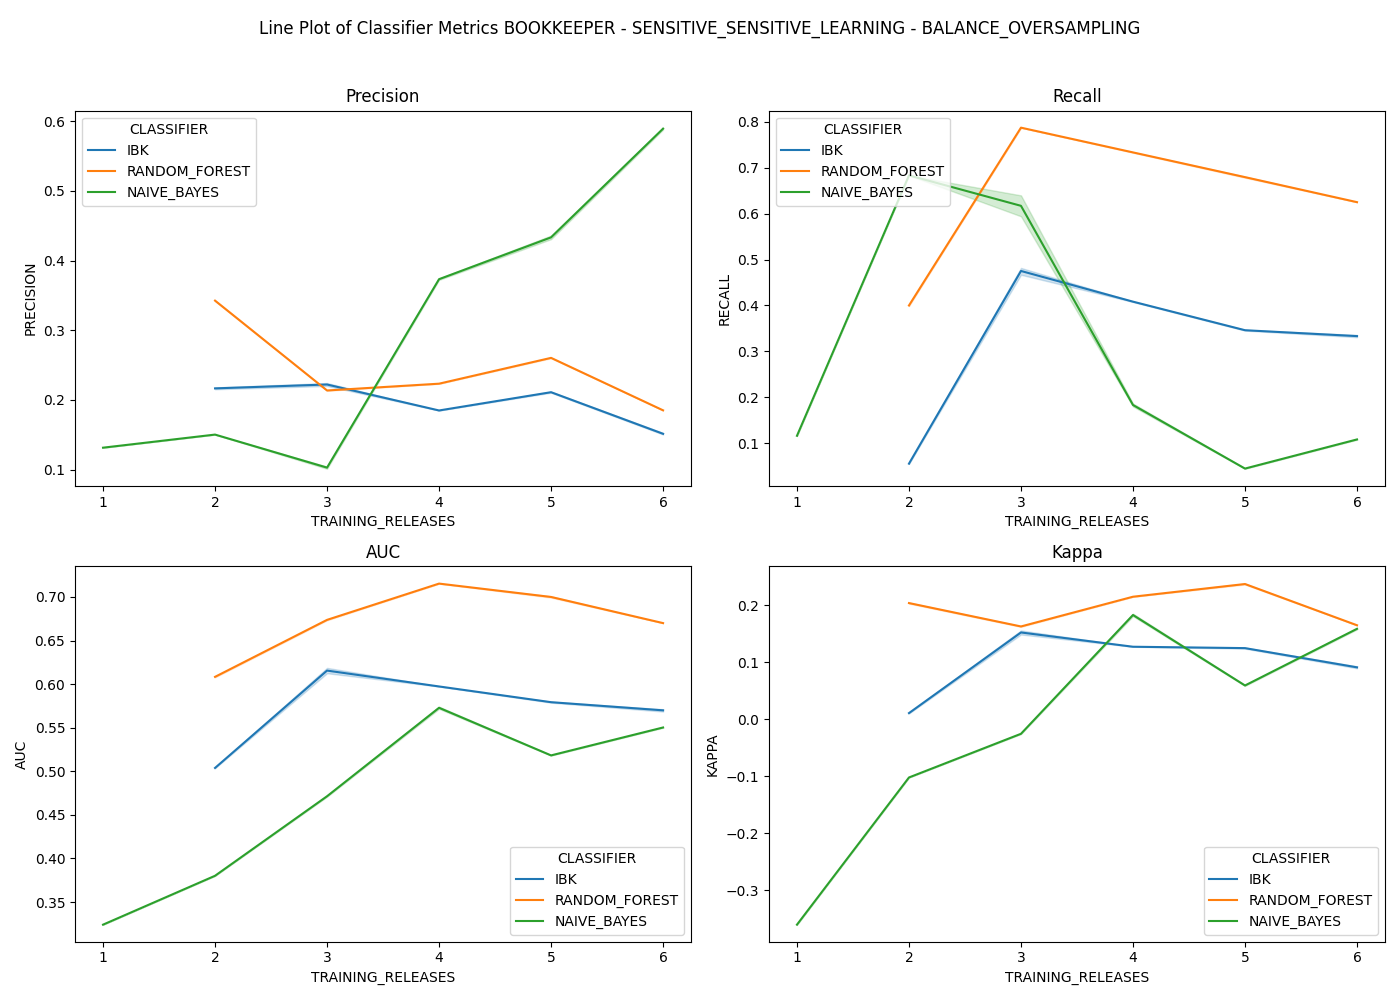 Line Plot of Classifier Metrics BOOKKEEPER - SENSITIVE_SENSITIVE_LEARNING - BALANCE_OVERSAMPLING
Precision
CLASSIFIER
IBK
RANDOM_FOREST
NAIVE_BAYES
PRECISION
0.6
0.5
0.4
0.3
0.2
0.1
1 2 3 4 5 6
TRAINING_RELEASES
Recall
CLASSIFIER
IBK
RANDOM_FOREST
NAIVE_BAYES
RECALL
0.8
0.7
0.6
0.5
0.4
0.3
0.2
0.1
1 2 3 4 5 6
TRAINING_RELEASES
AUC
AUC
0.70
0.65
0.60
0.55
0.50
0.45
0.40
0.35
CLASSIFIER
IBK
RANDOM_FOREST
NAIVE_BAYES
1 2 3 4 5 6
TRAINING_RELEASES
Kappa
KAPPA
0.2
0.1
0.0
−0.1
−0.2
−0.3
CLASSIFIER
IBK
RANDOM_FOREST
NAIVE_BAYES
1 2 3 4 5 6
TRAINING_RELEASES